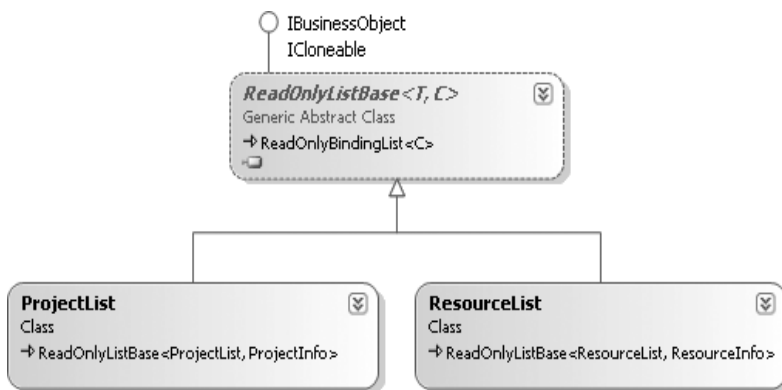 IBusinessObject
ICloneable
ReadOnlyListBase<T, C>
Generic Abstract Class
ReadOnlyBindingList<C>
ProjectList
Class
ReadOnlyListBase<ProjectList, ProjectInfo>
ResourceList
Class
ReadOnlyListBase<ResourceList, ResourceInfo>